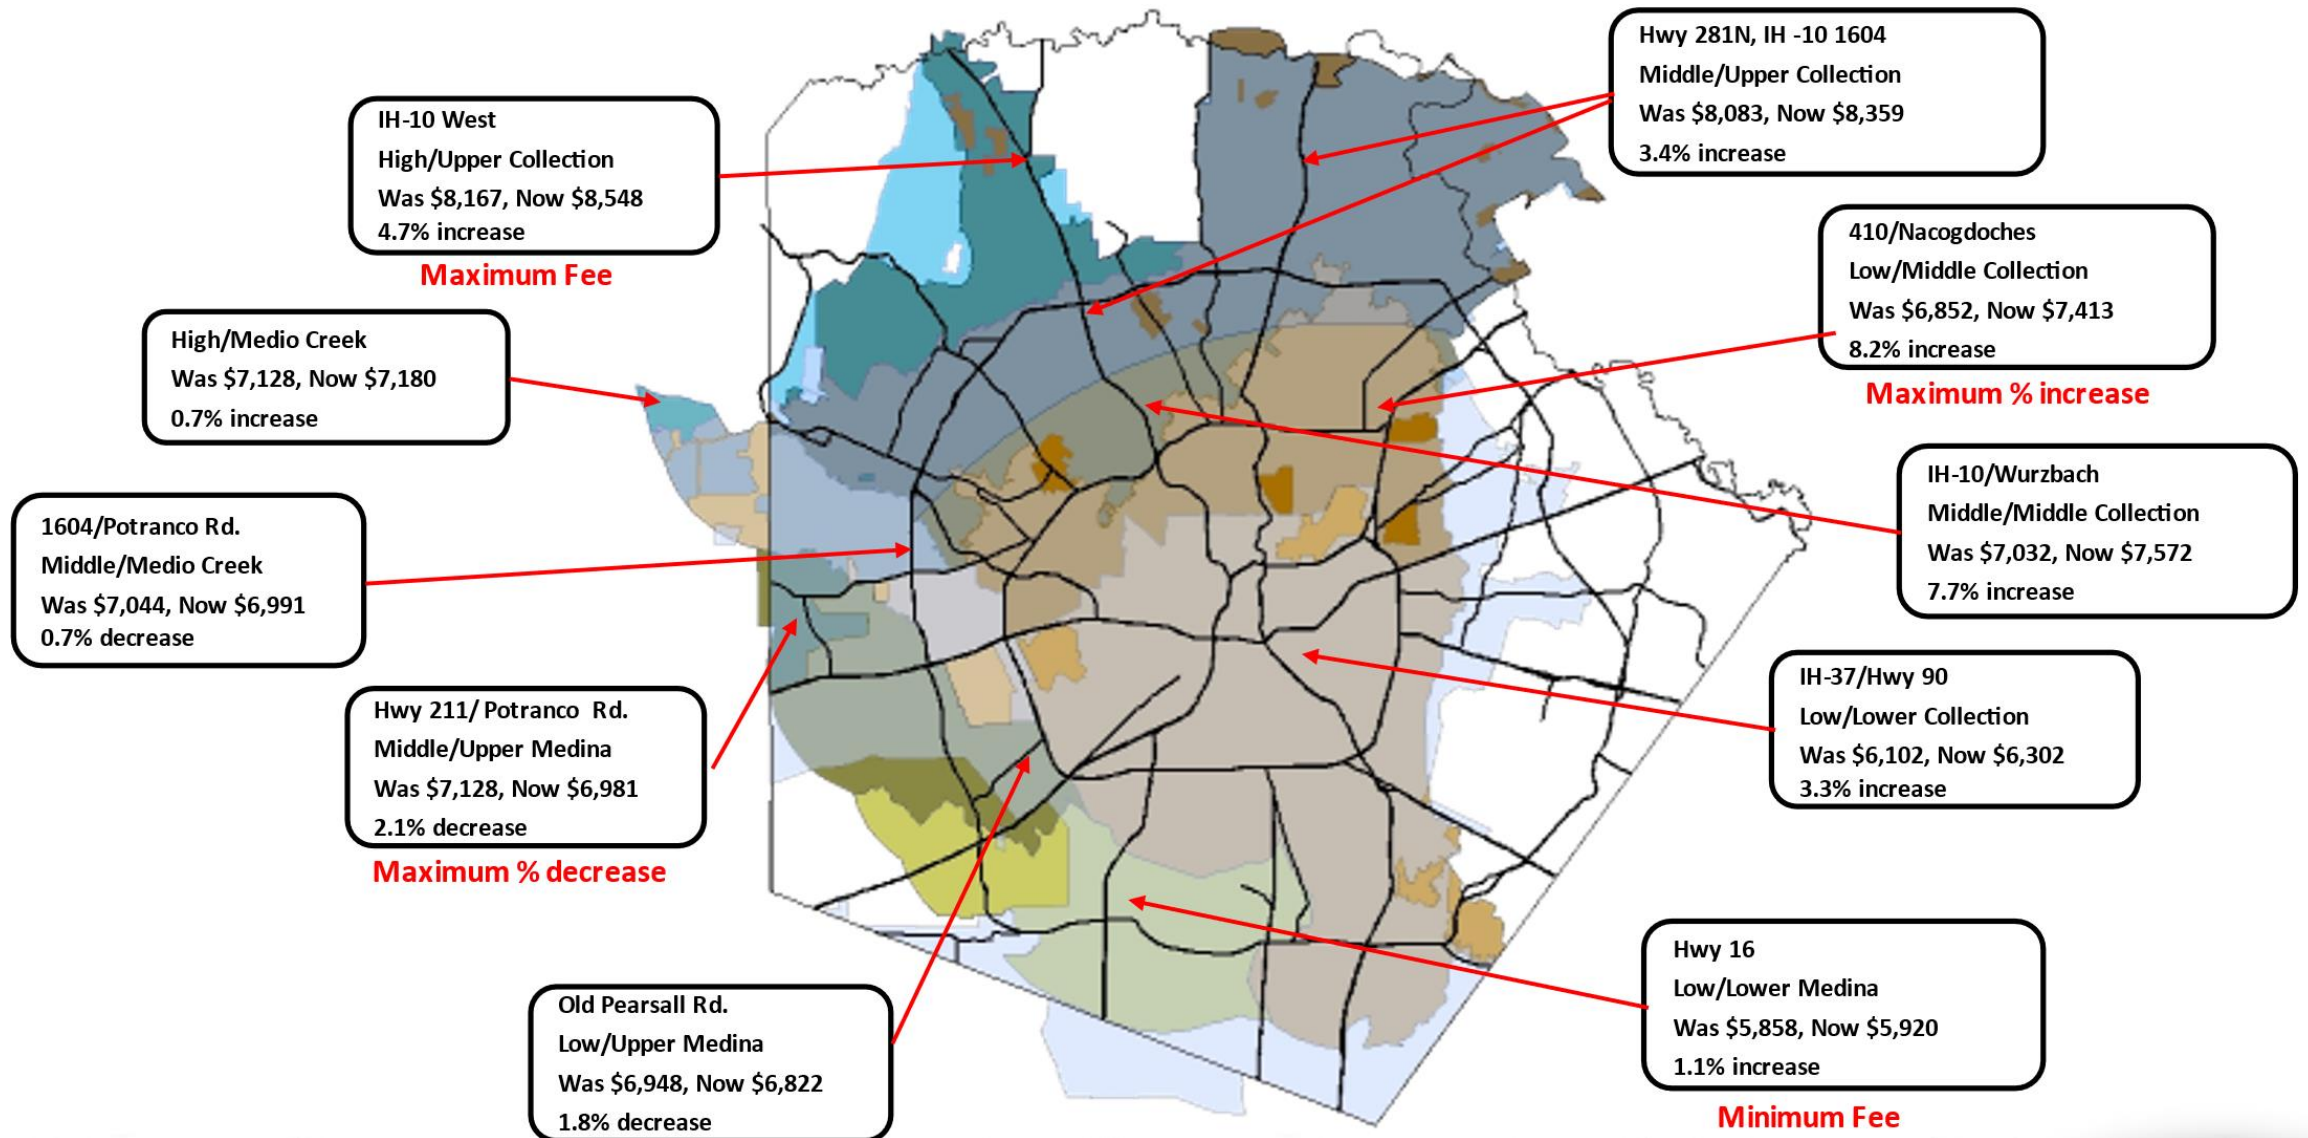 IH-10 West
High/Upper Collection
Was $8,167, Now $8,548
4.7% increase
Maximum Fee
Hwy 281N, IH -10 1604
Middle/Upper Collection
Was $8,083, Now $8,359
3.4% increase
410/Nacogdoches
Low/Middle Collection
Was $6,852, Now $7,413
8.2% increase
Maximum % increase
High/Medio Creek
Was $7,128, Now $7,180
0.7% increase
IH-10/Wurzbach
Middle/Middle Collection
Was $7,032, Now $7,572
7.7% increase
1604/Potranco Rd.
Middle/Medio Creek
Was $7,044, Now $6,991
0.7% decrease
IH-37/Hwy 90
Low/Lower Collection
Was $6,102, Now $6,302
3.3% increase
Hwy 211/ Potranco  Rd.
Middle/Upper Medina
Was $7,128, Now $6,981
2.1% decrease
Maximum % decrease
Hwy 16
Low/Lower Medina
Was $5,858, Now $5,920
1.1% increase
Minimum Fee
Old Pearsall Rd.
Low/Upper Medina
Was $6,948, Now $6,822
1.8% decrease